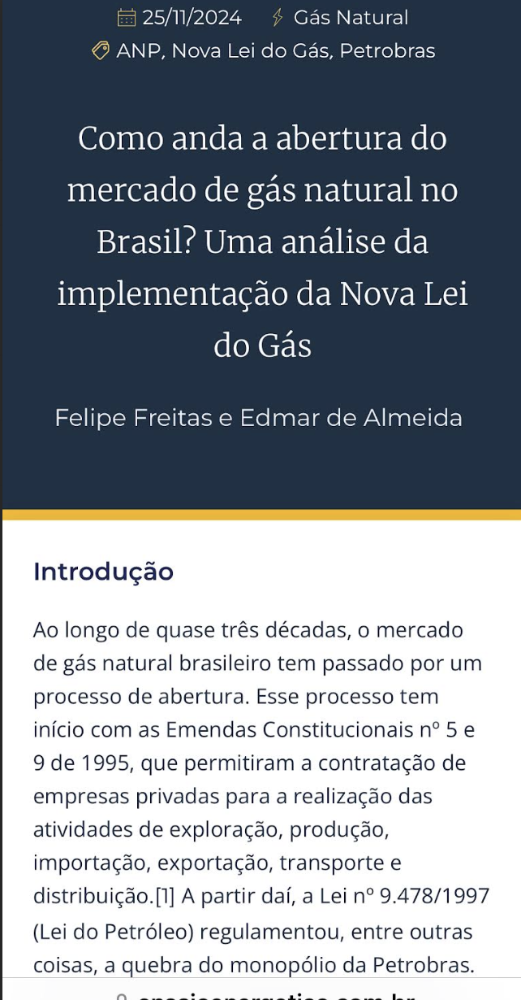 25/11/2024 Gás Natural
ANP, Nova Lei do Gás, Petrobras
Como anda a abertura do
mercado de gás natural no
Brasil? Uma análise da
implementação da Nova Lei
do Gás
Felipe Freitas e Edmar de Almeida
Introdução
Ao longo de quase três décadas, o mercado
de gás natural brasileiro tem passado por um
processo de abertura. Esse processo tem
início com as Emendas Constitucionais nº 5 e
9 de 1995, que permitiram a contratação de
empresas privadas para a realização das
atividades de exploração, produção,
importação, exportação, transporte e
distribuição.[1] A partir daí, a Lei nº 9.478/1997
(Lei do Petróleo) regulamentou, entre outras
coisas, a quebra do monopólio da Petrobras.